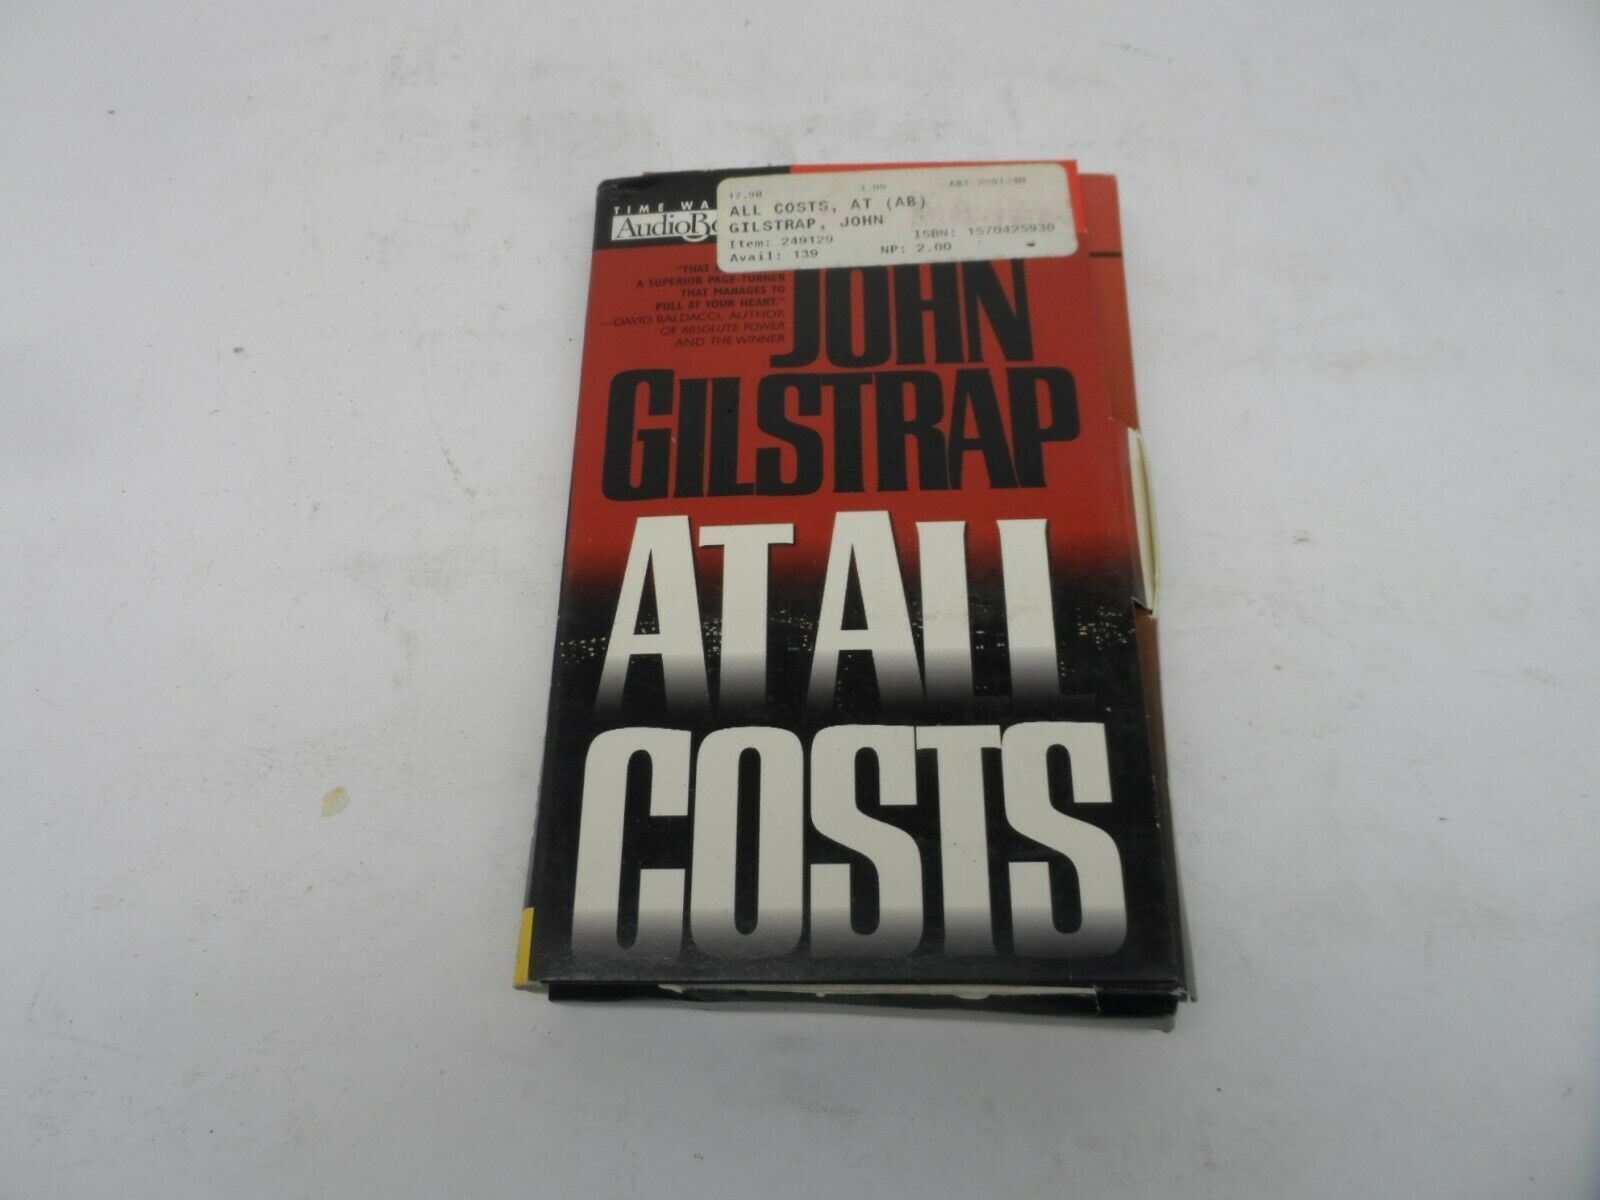 17.98 3.99
ALL COSTS, AT (AB)
GILSTRAP, JOHN
Item: 249129 ISBN: 1570425930
Avail: 139 NP: 2.00
TIME WA
AudioBo
"THAT
A SUPERIOR PAGE-TURNER
THAT MANAGES TO
PULL AT YOUR HEART."
—DAVID BALDACCI, AUTHOR
OF ABSOLUTE POWER
AND THE WINNER
JOHN
GILSTRAP
AT ALL
COSTS